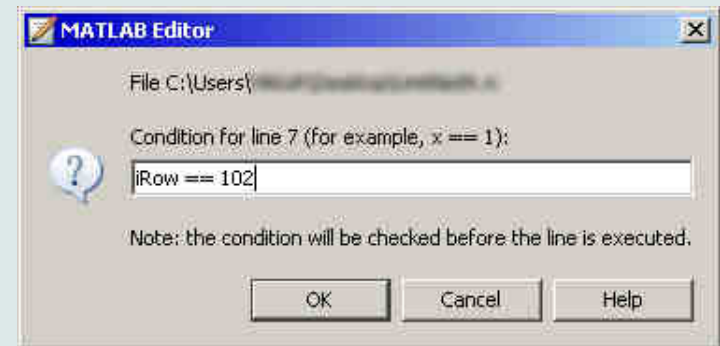 MATLAB Editor
File C:\Users\
Condition for line 7 (for example, x == 1):
iRow == 102
Note: the condition will be checked before the line is executed.
OK Cancel Help